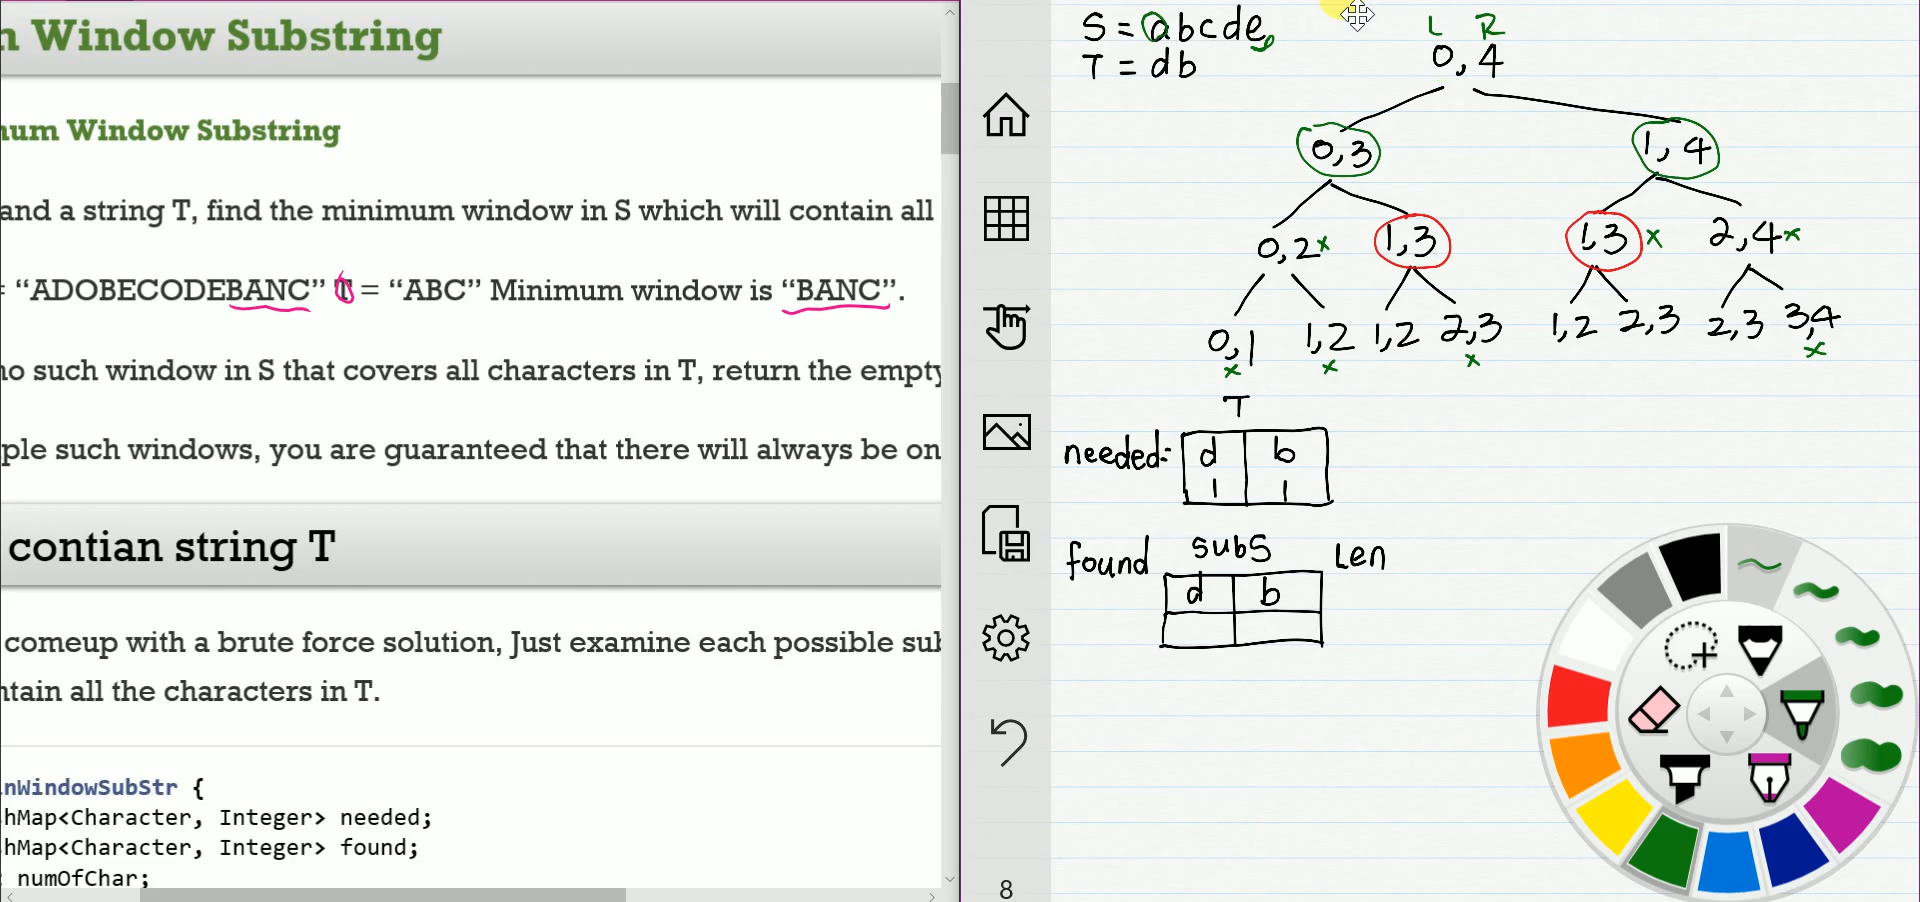 n Window Substring
num Window Substring
and a string T, find the minimum window in S which will contain all
= “ADOBECODEBANC” T = “ABC” Minimum window is “BANC”.
no such window in S that covers all characters in T, return the empty
ple such windows, you are guaranteed that there will always be on
contian string T
comeup with a brute force solution, Just examine each possible sub
ntain all the characters in T.
nWindowSubStr {
hMap<Character, Integer> needed;
hMap<Character, Integer> found;
numOfChar;
S = abcde
T = db
L R
0, 4
0, 3 1, 4
0, 2 x 1, 3 1, 3 x 2, 4 x
0, 1 1, 2 1, 2 2, 3 1, 2 2, 3 2, 3 3, 4
x x x x
T
needed: d b
1 1
found subS Len
d b
8